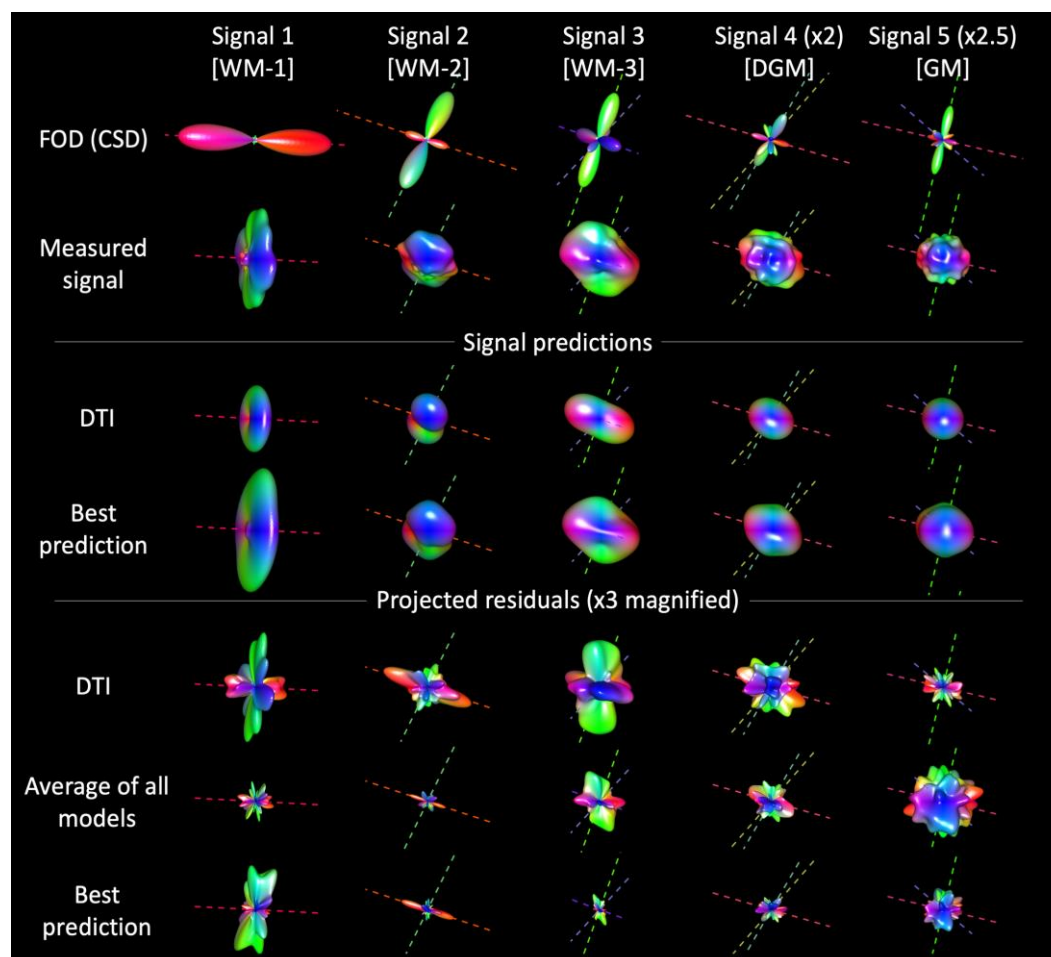 Signal 1 Signal 2 Signal 3 Signal 4 (x2) Signal 5 (x2.5)
[WM-1] [WM-2] [WM-3] [DGM] [GM]
FOD (CSD)
Measured
signal
Signal predictions
DTI
Best
prediction
Projected residuals (x3 magnified)
DTI
Average of all
models
Best
prediction